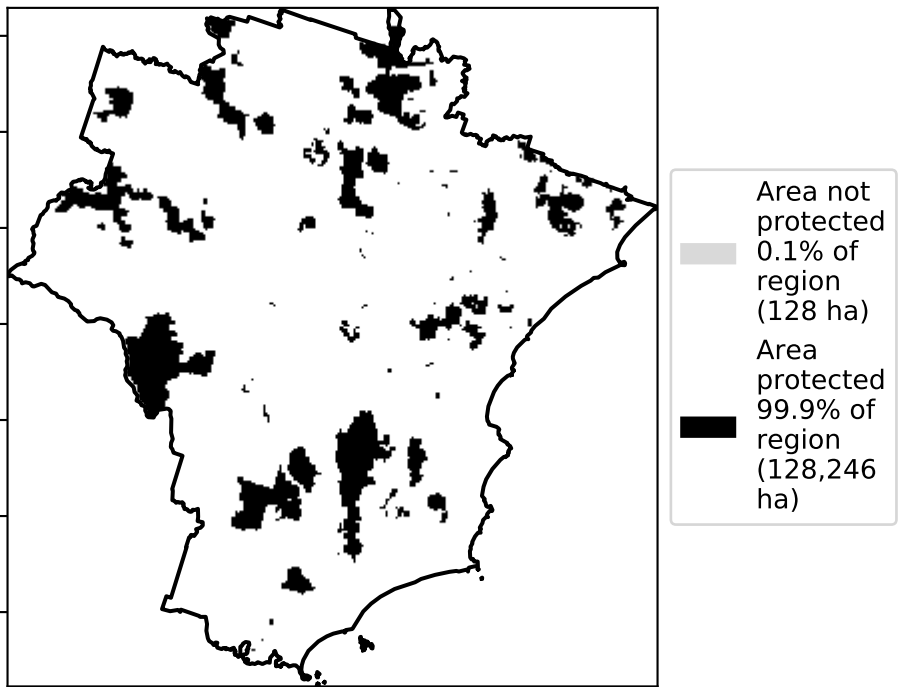 Area not
protected
0.1% of
region
(128 ha)
Area
protected
99.9% of
region
(128,246
ha)